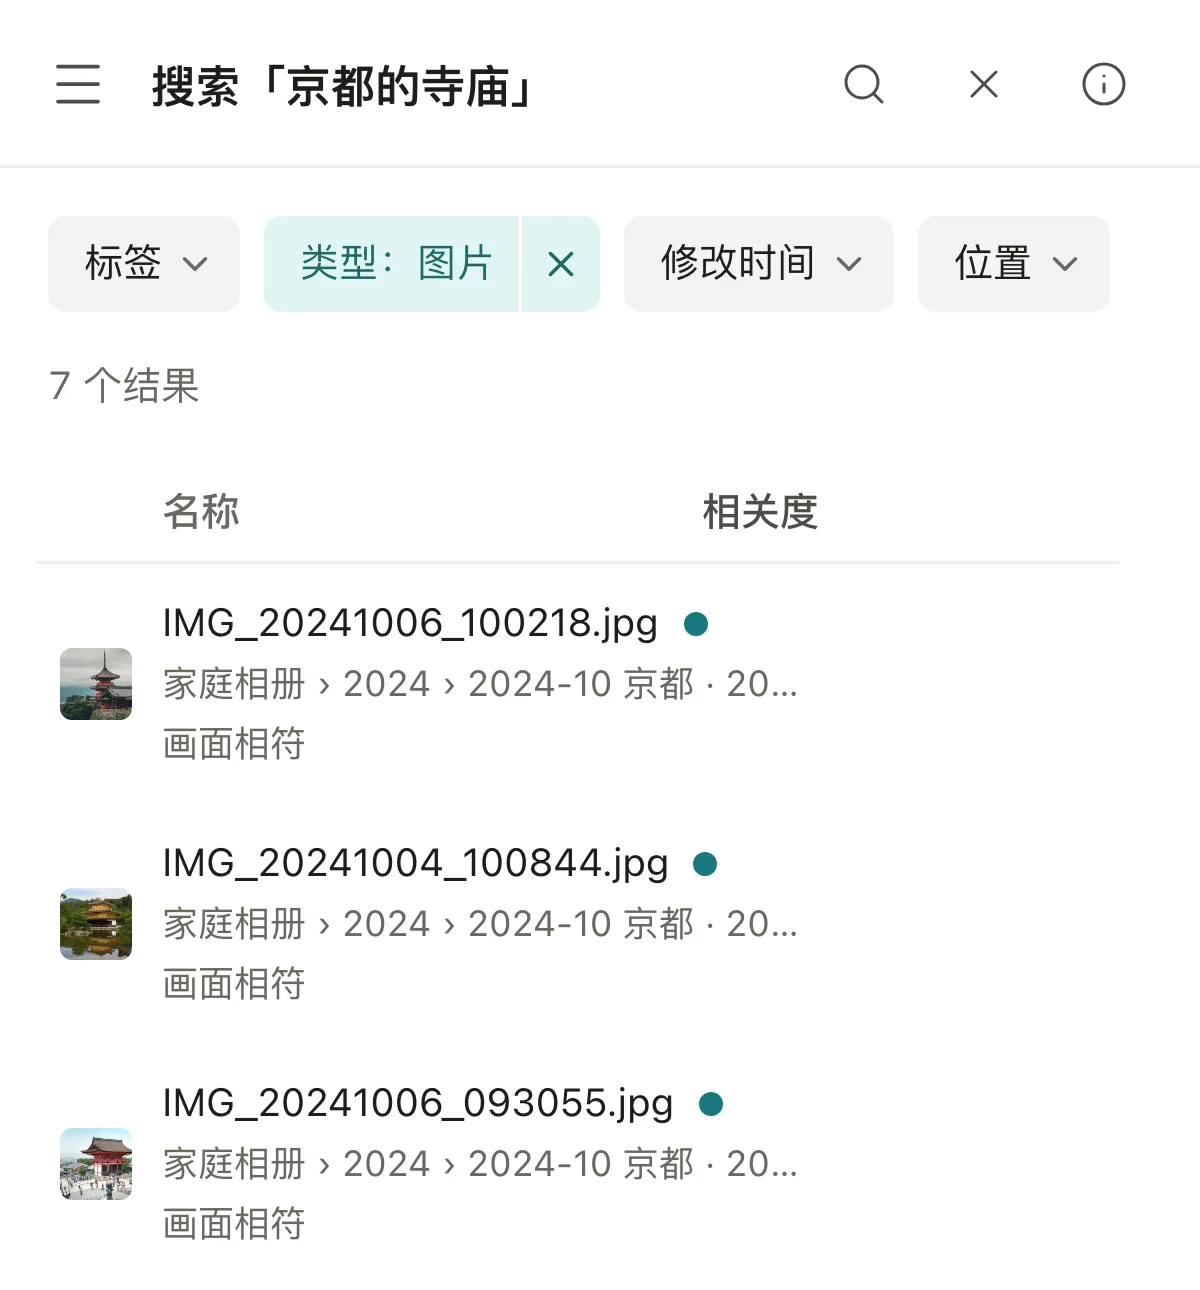 搜索「京都的寺庙」
标签
类型：图片
修改时间
位置
7 个结果
名称
相关度
IMG_20241006_100218.jpg
家庭相册 › 2024 › 2024-10 京都 · 20...
画面相符
IMG_20241004_100844.jpg
家庭相册 › 2024 › 2024-10 京都 · 20...
画面相符
IMG_20241006_093055.jpg
家庭相册 › 2024 › 2024-10 京都 · 20...
画面相符